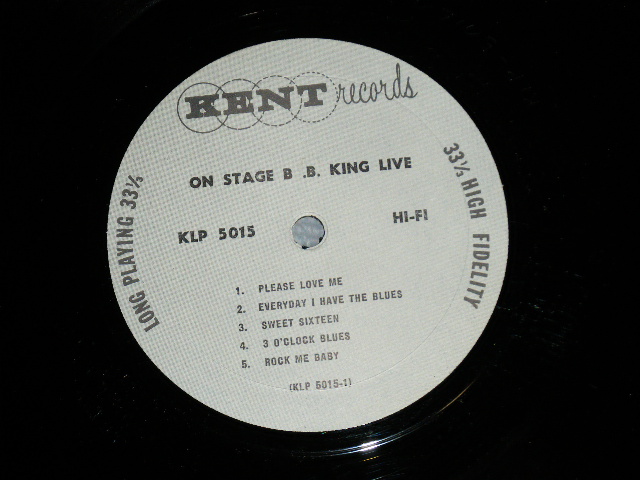 KENT records
ON STAGE B .B. KING LIVE
KLP 5015
HI-FI
LONG PLAYING 33⅓
33⅓ HIGH FIDELITY
1. PLEASE LOVE ME
2. EVERYDAY I HAVE THE BLUES
3. SWEET SIXTEEN
4. 3 O'CLOCK BLUES
5. ROCK ME BABY
(KLP 5015-1)